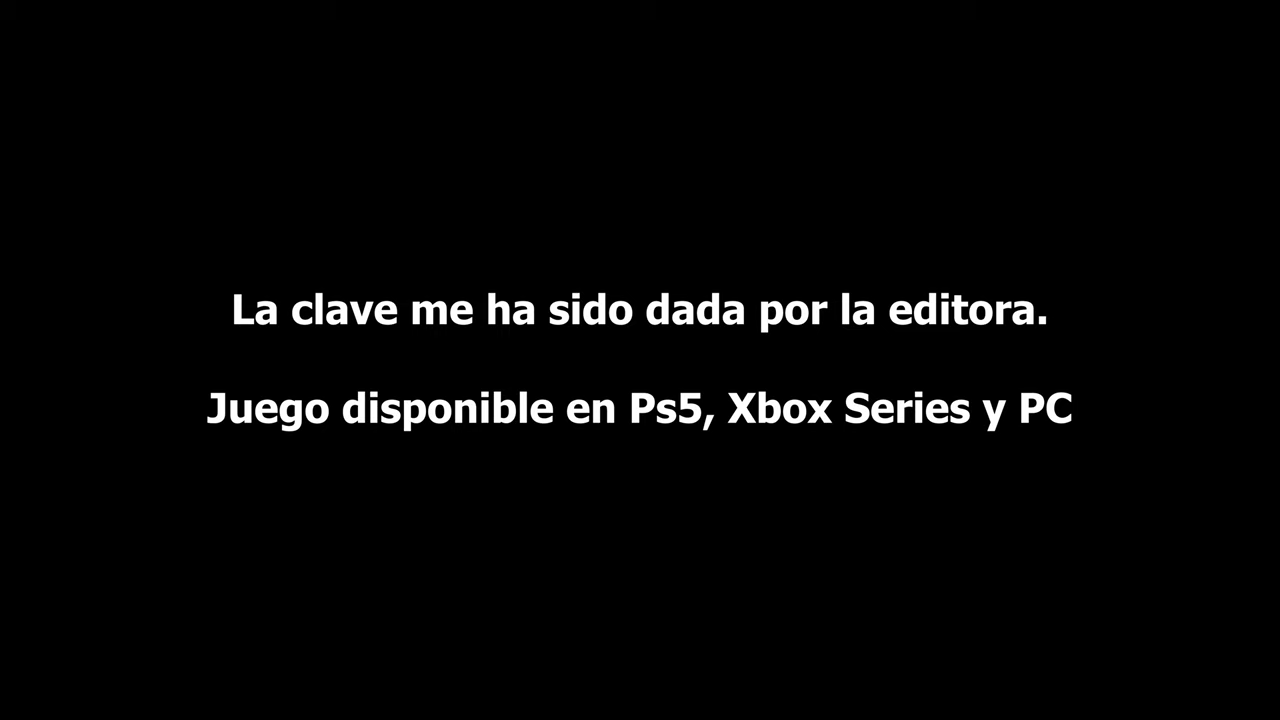 La clave me ha sido dada por la editora.
Juego disponible en Ps5, Xbox Series y PC